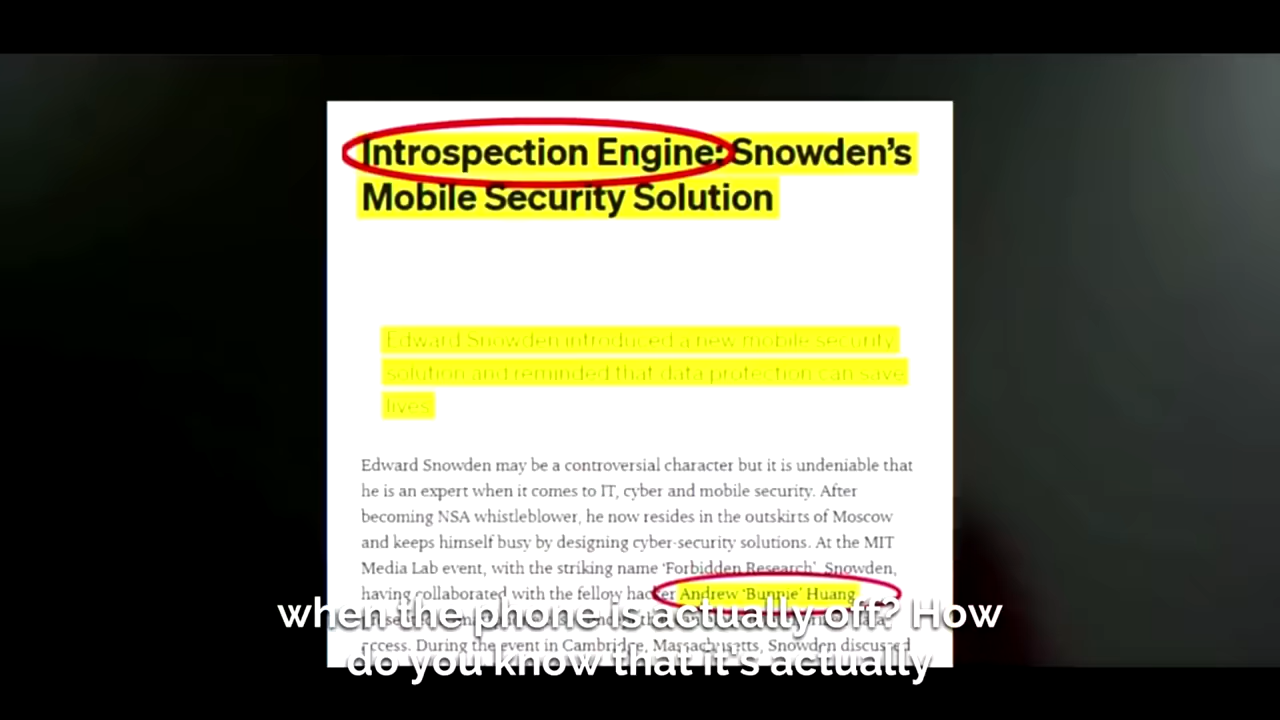 Introspection Engine: Snowden's
Mobile Security Solution
Edward Snowden introduced a new mobile security
solution and reminded that data protection can save
lives
Edward Snowden may be a controversial character but it is undeniable that
he is an expert when it comes to IT, cyber and mobile security. After
becoming NSA whistleblower, he now resides in the outskirts of Moscow
and keeps himself busy by designing cyber-security solutions. At the MIT
Media Lab event, with the striking name 'Forbidden Research', Snowden,
having collaborated with the fellow hacker Andrew 'Bunnie' Huang
when the phone is actually off? How
During the event in Cambridge, Massachusetts, Snowden discussed
do you know that it's actually